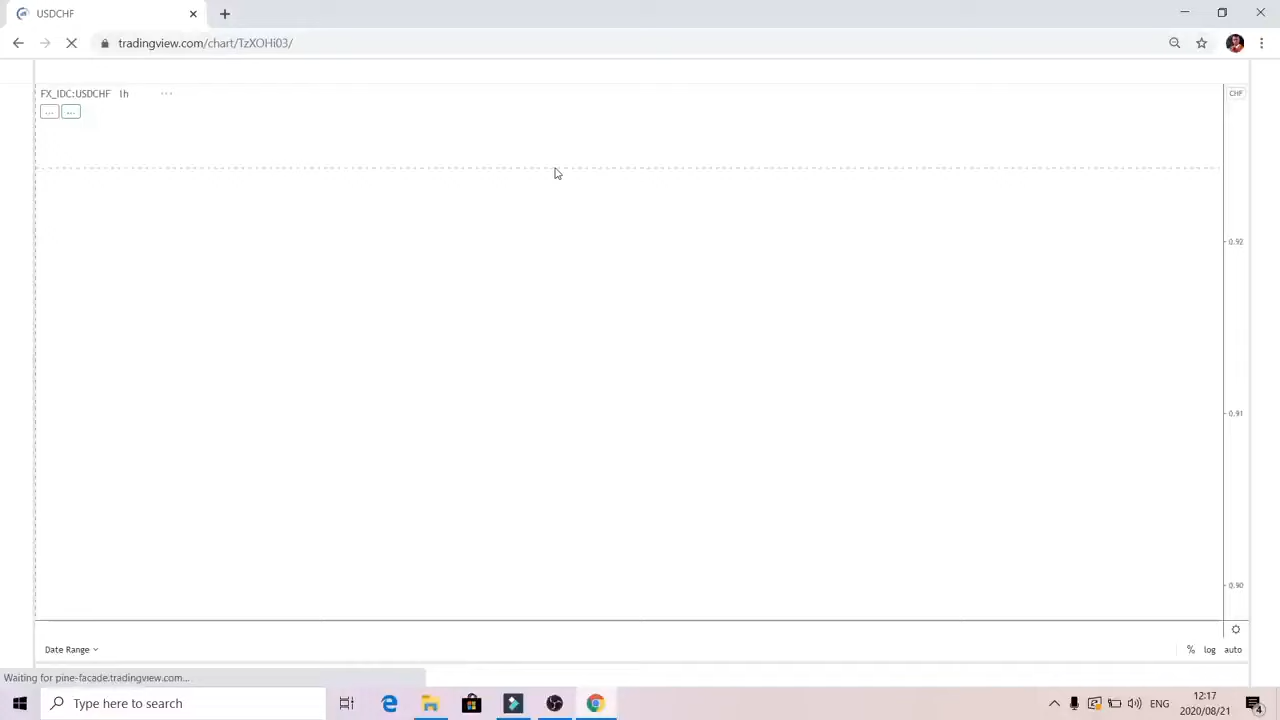 USDCHF
tradingview.com/chart/TzXOHi03/
FX_IDC:USDCHF 1h ...
... ...
CHF
0.92
0.91
0.90
Date Range % log auto
Waiting for pine-facade.tradingview.com...
Type here to search
ENG
12:17
2020/08/21
4